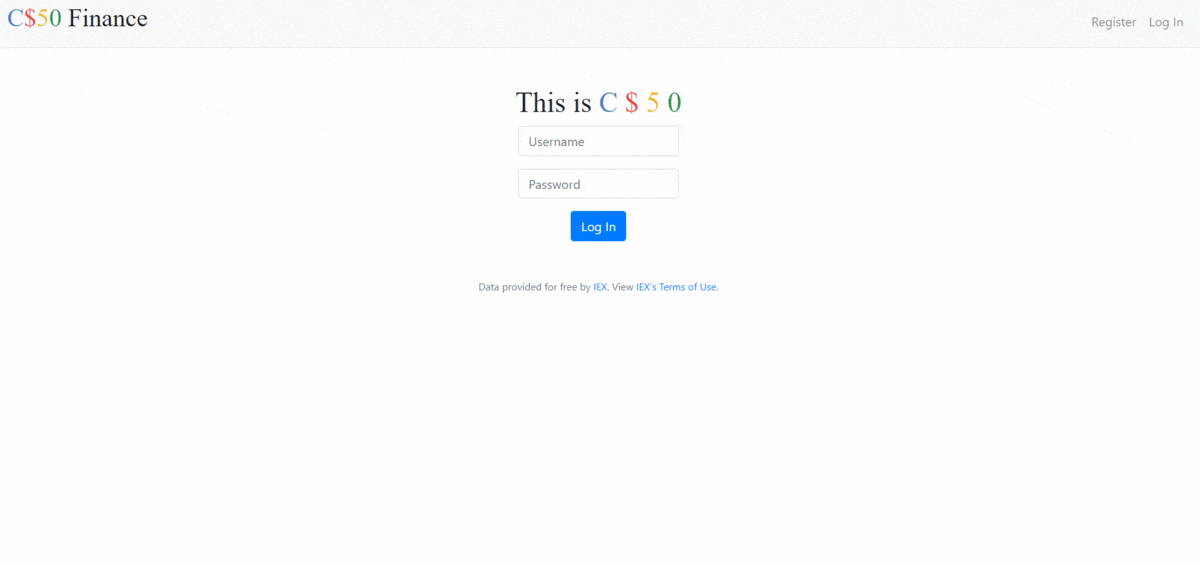 C$50 Finance
Register Log In
This is C $ 5 0
Username
Password
Log In
Data provided for free by IEX. View IEX's Terms of Use.